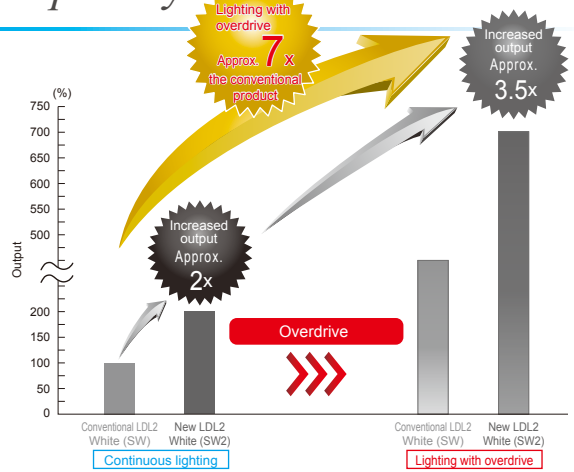 Lighting with
overdrive
Approx. 7 x
the conventional
product
Increased
output
Approx.
3.5x
(%)
750
700
650
600
550
500
200
150
100
50
0
Output
Increased
output
Approx.
2x
Overdrive
Conventional LDL2
White (SW)
New LDL2
White (SW2)
Continuous lighting
Conventional LDL2
White (SW)
New LDL2
White (SW2)
Lighting with overdrive